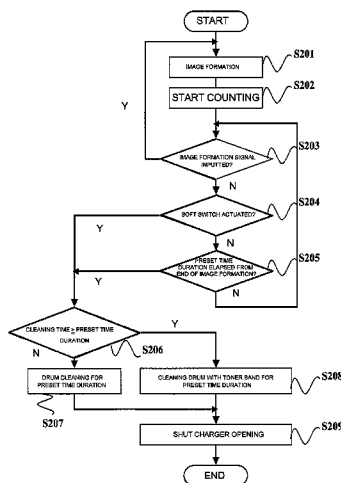 START
IMAGE FORMATION
S201
START COUNTING
S202
Y
IMAGE FORMATION SIGNAL
INPUTTED?
S203
N
SOFT SWITCH ACTUATED?
S204
Y
N
PRESET TIME
DURATION ELAPSED FROM
END OF IMAGE FORMATION?
S205
Y
N
CLEANING TIME ≥ PRESET TIME
DURATION
S206
Y
N
DRUM CLEANING FOR
PRESET TIME DURATION
S207
CLEANING DRUM WITH TONER BAND FOR
PRESET TIME DURATION
S208
SHUT CHARGER OPENING
S209
END